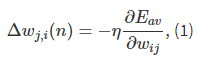 Δw_{j,i}(n) = −η ∂E_{av}/∂w_{ij}, (1)